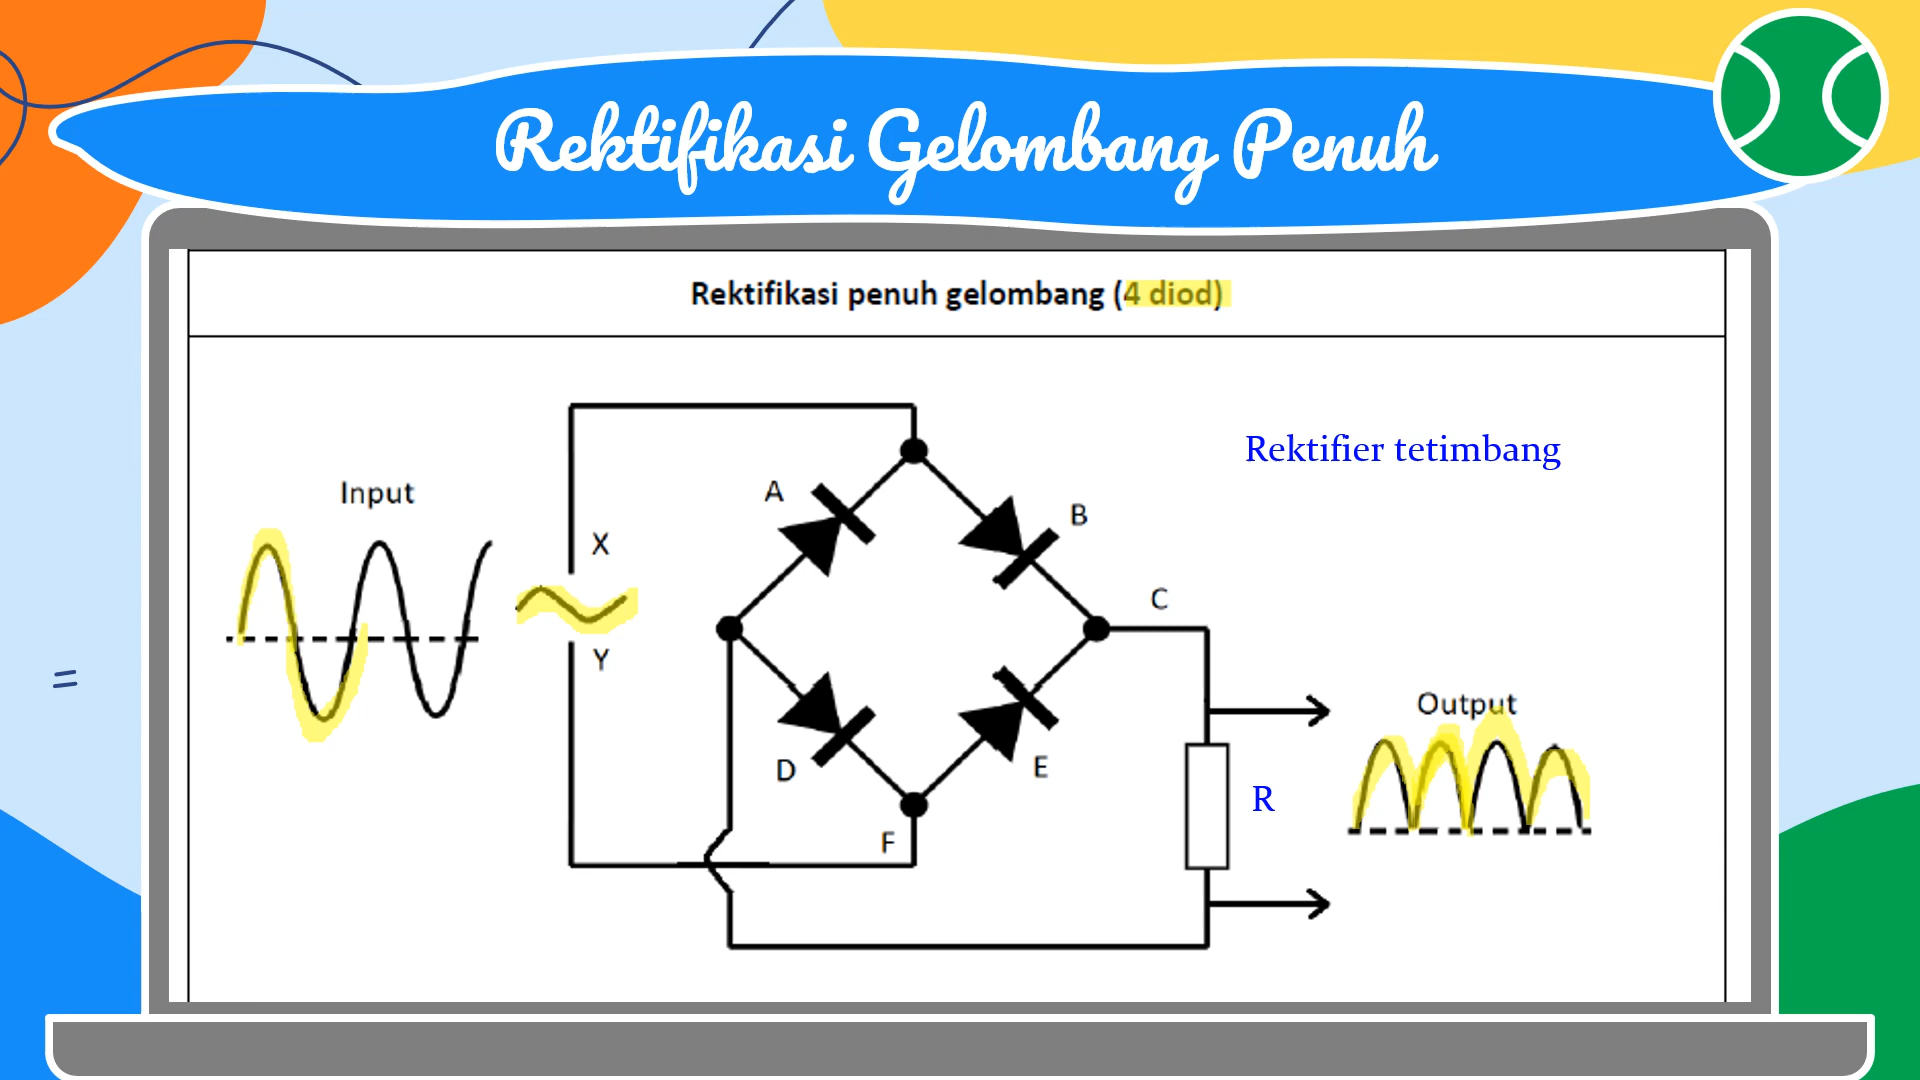 Rektifikasi Gelombang Penuh
Rektifikasi penuh gelombang (4 diod)
Rektifier tetimbang
Input
A
B
X
C
Y
Output
D
E
R
F